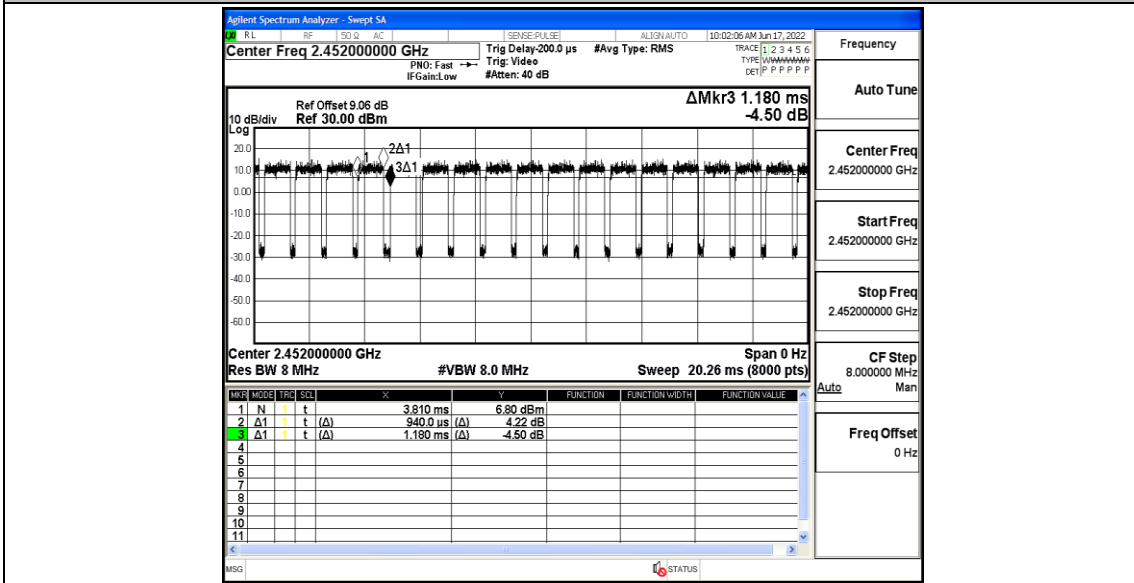 Agilent Spectrum Analyzer - Swept SA
LXI RL RF 50 Ω AC SENSE:PULSE ALIGN AUTO 10:02:06 AM Jun 17, 2022
Center Freq 2.452000000 GHz
PNO: Fast
IFGain:Low
Trig Delay-200.0 µs
Trig: Video
#Atten: 40 dB
#Avg Type: RMS
TRACE 1 2 3 4 5 6
TYPE WWWWWW
DET P P P P P P
ΔMkr3 1.180 ms
-4.50 dB
Ref Offset 9.06 dB
10 dB/div Ref 30.00 dBm
Log
20.0
10.0
0.00
-10.0
-20.0
-30.0
-40.0
-50.0
-60.0
1
2Δ1
3Δ1
Center 2.452000000 GHz Span 0 Hz
Res BW 8 MHz #VBW 8.0 MHz Sweep 20.26 ms (8000 pts)
MKR MODE TRC SCL X Y FUNCTION FUNCTION WIDTH FUNCTION VALUE
1 N 1 t 3.810 ms 6.80 dBm
2 Δ1 1 t (Δ) 940.0 µs (Δ) 4.22 dB
3 Δ1 1 t (Δ) 1.180 ms (Δ) -4.50 dB
4
5
6
7
8
9
10
11
MSG STATUS
Frequency
Auto Tune
Center Freq
2.452000000 GHz
Start Freq
2.452000000 GHz
Stop Freq
2.452000000 GHz
CF Step
8.000000 MHz
Auto Man
Freq Offset
0 Hz